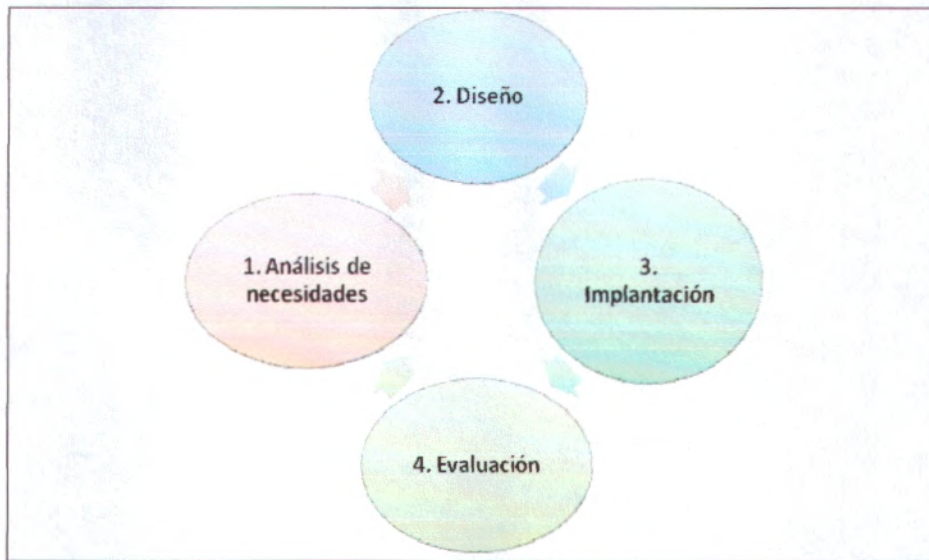 2. Diseño
1. Análisis de
necesidades
3.
Implantación
4. Evaluación